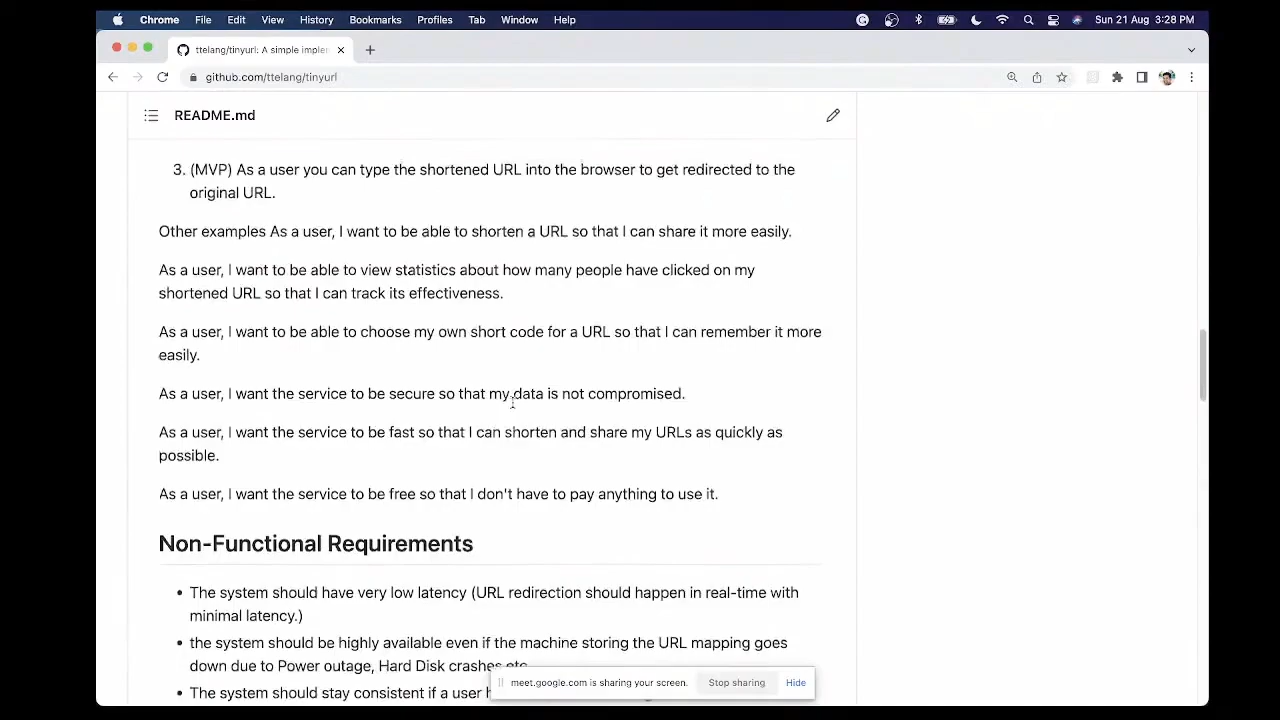 Chrome File Edit View History Bookmarks Profiles Tab Window Help Sun 21 Aug 3:28 PM
ttelang/tinyurl: A simple implem
github.com/ttelang/tinyurl
README.md
3. (MVP) As a user you can type the shortened URL into the browser to get redirected to the
original URL.
Other examples As a user, I want to be able to shorten a URL so that I can share it more easily.
As a user, I want to be able to view statistics about how many people have clicked on my
shortened URL so that I can track its effectiveness.
As a user, I want to be able to choose my own short code for a URL so that I can remember it more
easily.
As a user, I want the service to be secure so that my data is not compromised.
As a user, I want the service to be fast so that I can shorten and share my URLs as quickly as
possible.
As a user, I want the service to be free so that I don't have to pay anything to use it.
Non-Functional Requirements
• The system should have very low latency (URL redirection should happen in real-time with
minimal latency.)
• the system should be highly available even if the machine storing the URL mapping goes
down due to Power outage, Hard Disk crashes etc
• The system should stay consistent if a user
meet.google.com is sharing your screen. Stop sharing Hide